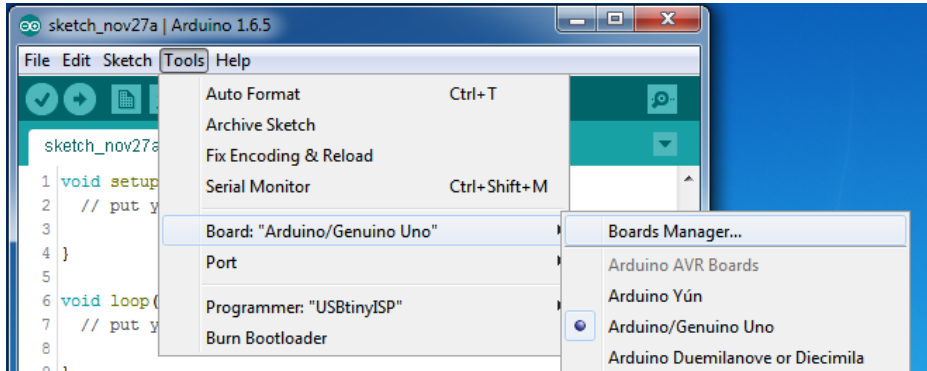 sketch_nov27a | Arduino 1.6.5
File Edit Sketch Tools Help
Auto Format Ctrl+T
Archive Sketch
sketch_nov27a
Fix Encoding & Reload
1 void setup
Serial Monitor Ctrl+Shift+M
2 // put y
3
Board: "Arduino/Genuino Uno" Boards Manager...
4 }
Port Arduino AVR Boards
5
6 void loop(
Programmer: "USBtinyISP" Arduino Yún
7 // put y
Burn Bootloader Arduino/Genuino Uno
8
Arduino Duemilanove or Diecimila
9 }